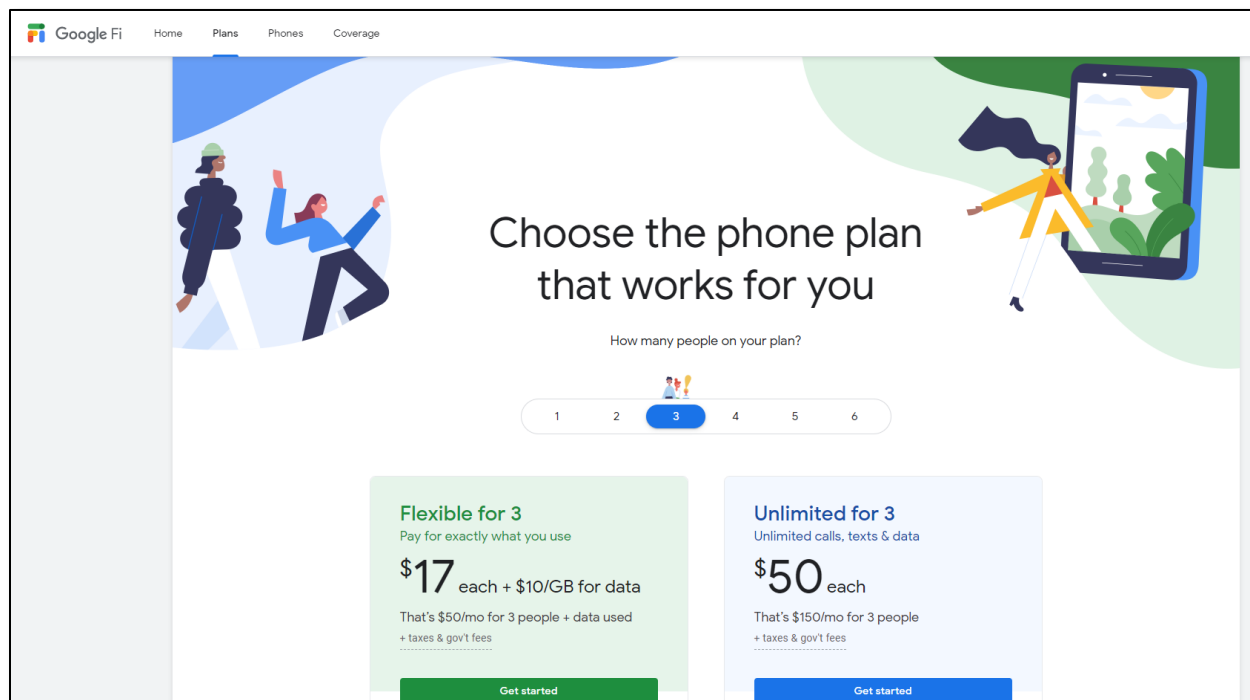 Google Fi Home Plans Phones Coverage
Choose the phone plan
that works for you
How many people on your plan?
1 2 3 4 5 6
Flexible for 3
Pay for exactly what you use
$17 each + $10/GB for data
That's $50/mo for 3 people + data used
+ taxes & gov't fees
Get started
Unlimited for 3
Unlimited calls, texts & data
$50 each
That's $150/mo for 3 people
+ taxes & gov't fees
Get started